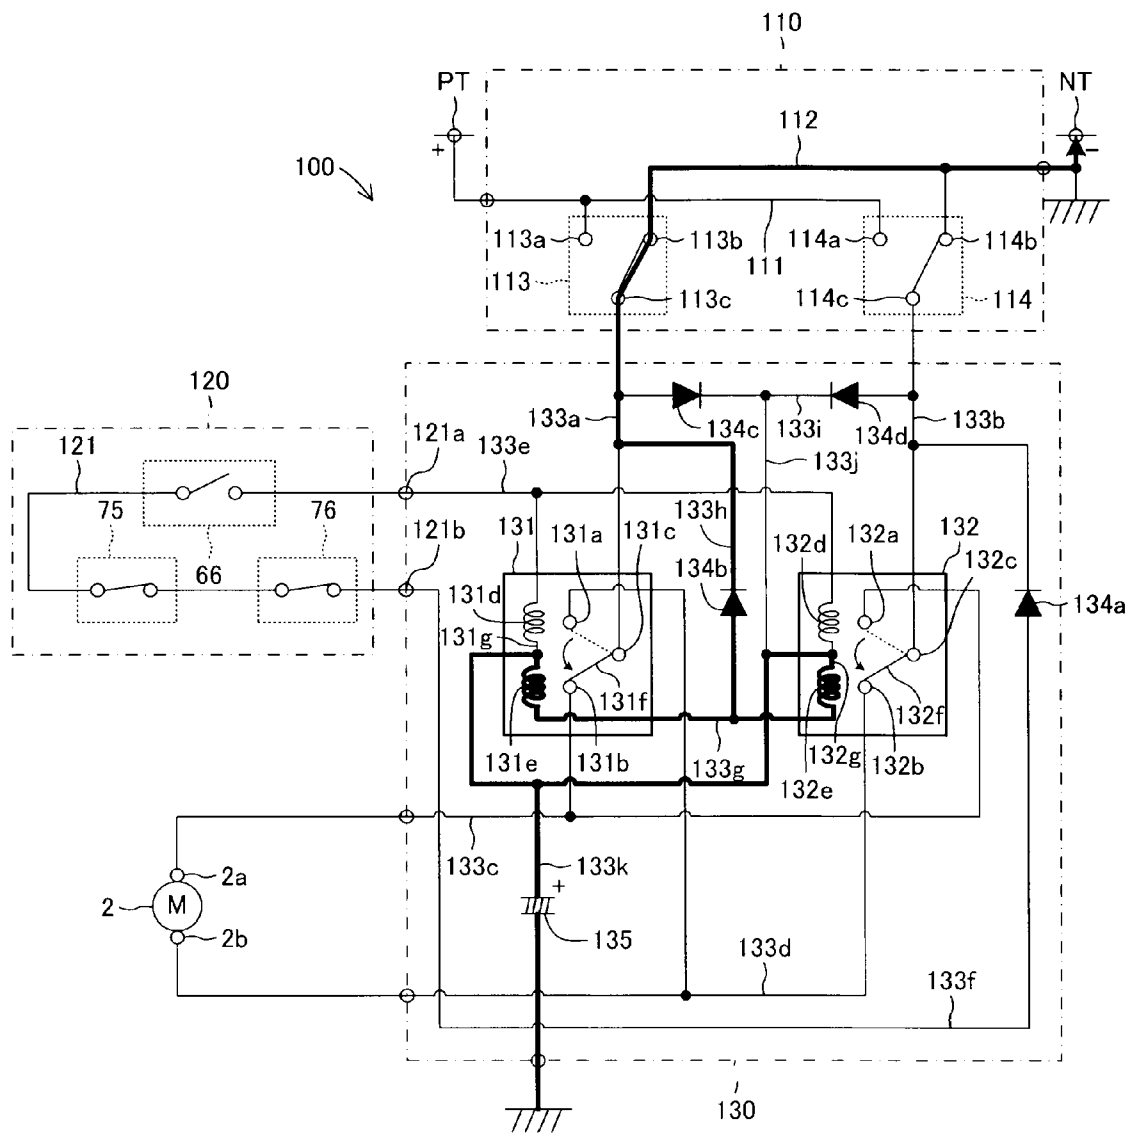 110
PT
NT
112
+
−
100
113a
113b
114a
114b
111
113
113c
114c
114
120
133a
134c
133i
134d
133b
121
121a
133e
133j
75
76
121b
133h
131
131a
131c
132d
132a
132
132c
66
134b
134a
131d
131g
131f
132f
131e
131b
133g
132g
132b
132e
133c
133k
2a
+
2
M
2b
135
133d
133f
130